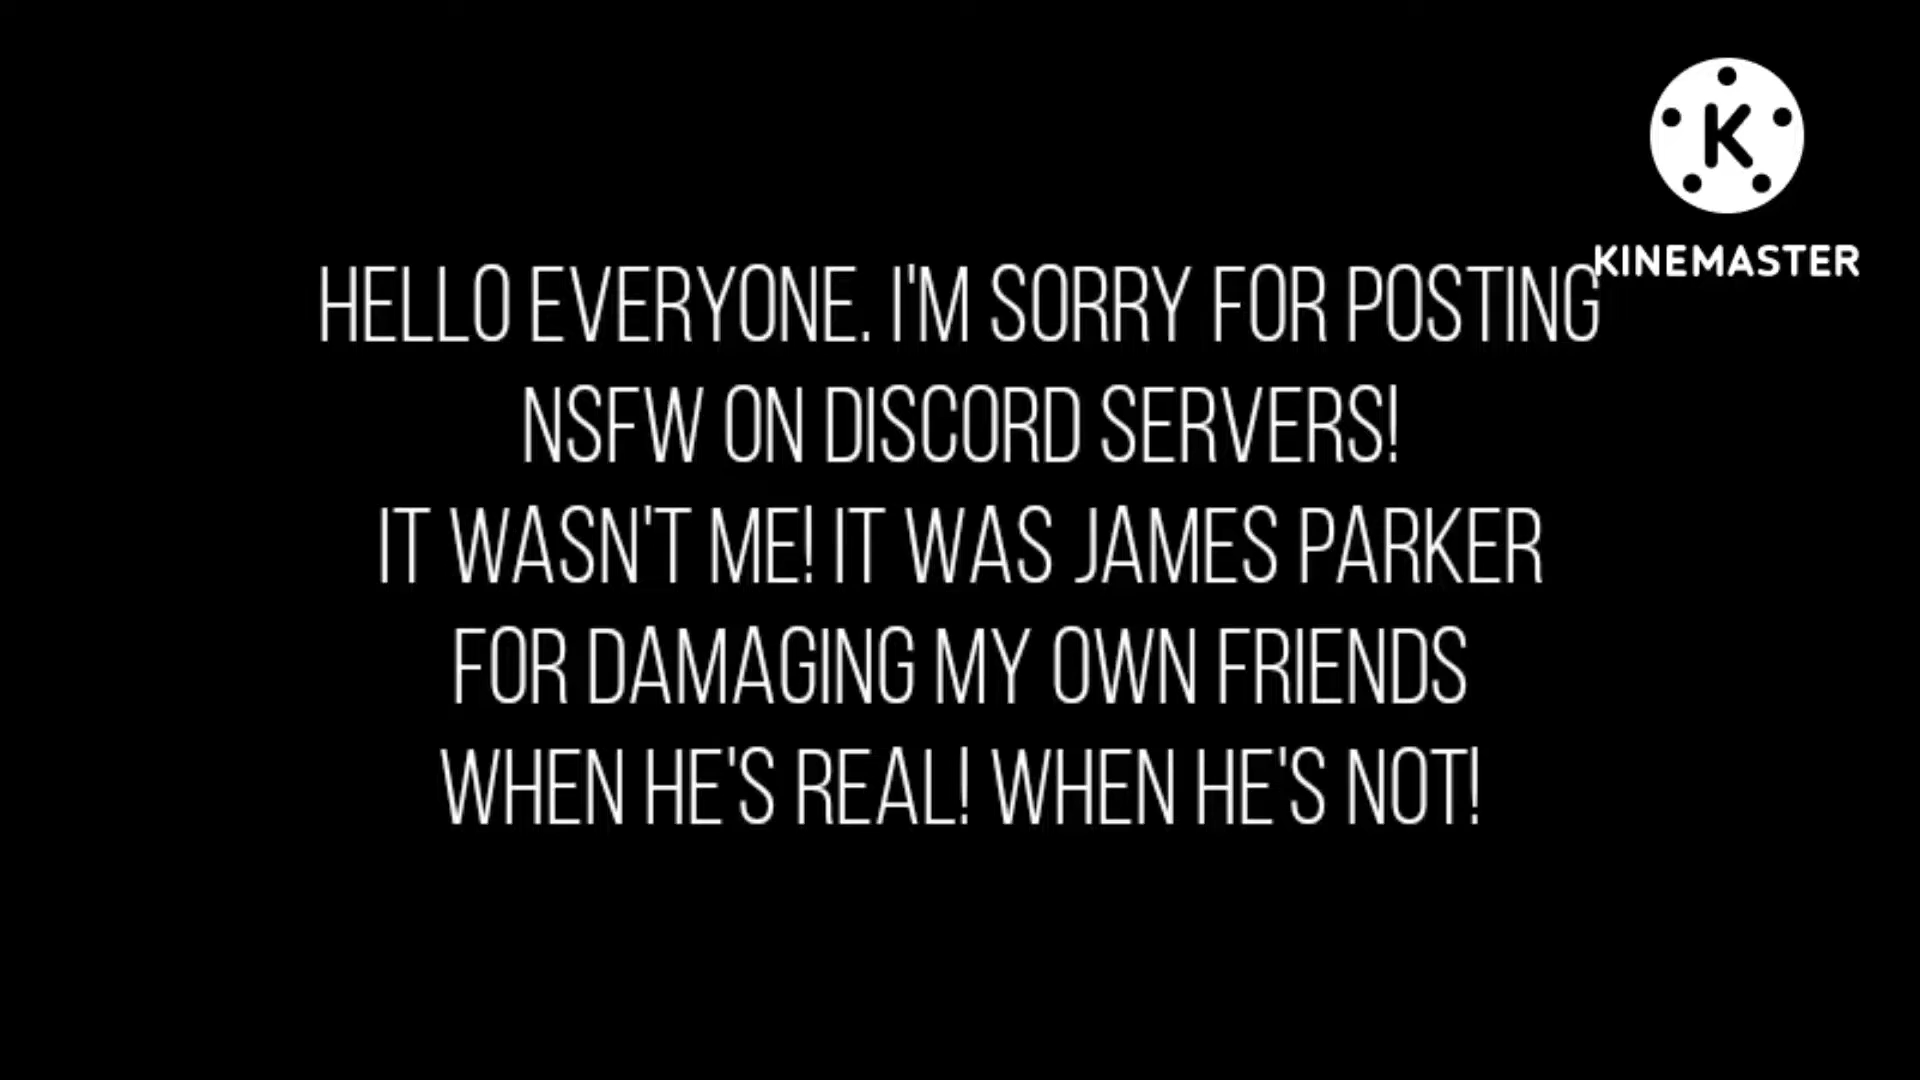 K
KINEMASTER
HELLO EVERYONE. I'M SORRY FOR POSTING
NSFW ON DISCORD SERVERS!
IT WASN'T ME! IT WAS JAMES PARKER
FOR DAMAGING MY OWN FRIENDS
WHEN HE'S REAL! WHEN HE'S NOT!